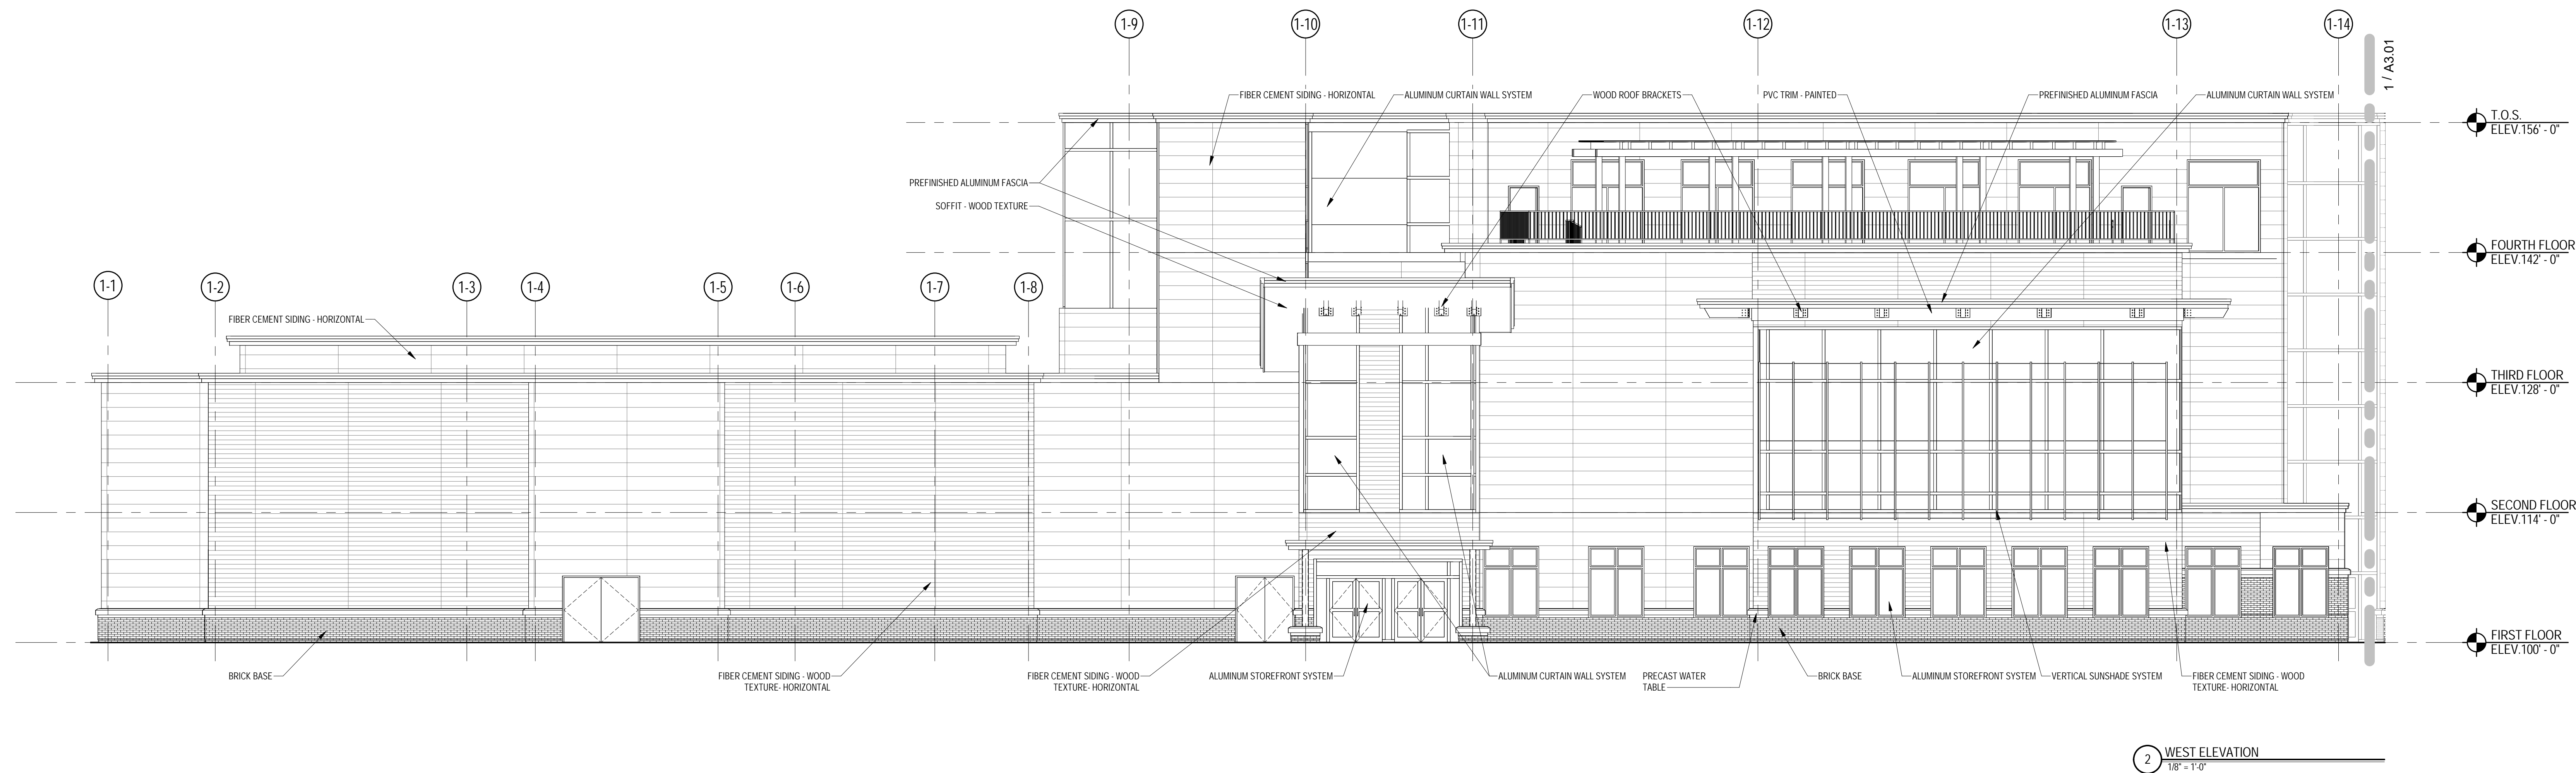 1-9
1-10
1-11
1-12
1-13
1-14
1 / A3.01
FIBER CEMENT SIDING - HORIZONTAL
ALUMINUM CURTAIN WALL SYSTEM
WOOD ROOF BRACKETS
PVC TRIM - PAINTED
PREFINISHED ALUMINUM FASCIA
ALUMINUM CURTAIN WALL SYSTEM
T.O.S.
ELEV.156' - 0"
PREFINISHED ALUMINUM FASCIA
SOFFIT - WOOD TEXTURE
FOURTH FLOOR
ELEV.142' - 0"
1-1
1-2
1-3
1-4
1-5
1-6
1-7
1-8
FIBER CEMENT SIDING - HORIZONTAL
THIRD FLOOR
ELEV.128' - 0"
SECOND FLOOR
ELEV.114' - 0"
FIRST FLOOR
ELEV.100' - 0"
BRICK BASE
FIBER CEMENT SIDING - WOOD
TEXTURE- HORIZONTAL
FIBER CEMENT SIDING - WOOD
TEXTURE- HORIZONTAL
ALUMINUM STOREFRONT SYSTEM
ALUMINUM CURTAIN WALL SYSTEM
PRECAST WATER
TABLE
BRICK BASE
ALUMINUM STOREFRONT SYSTEM
VERTICAL SUNSHADE SYSTEM
FIBER CEMENT SIDING - WOOD
TEXTURE- HORIZONTAL
2
WEST ELEVATION
1/8" = 1'-0"